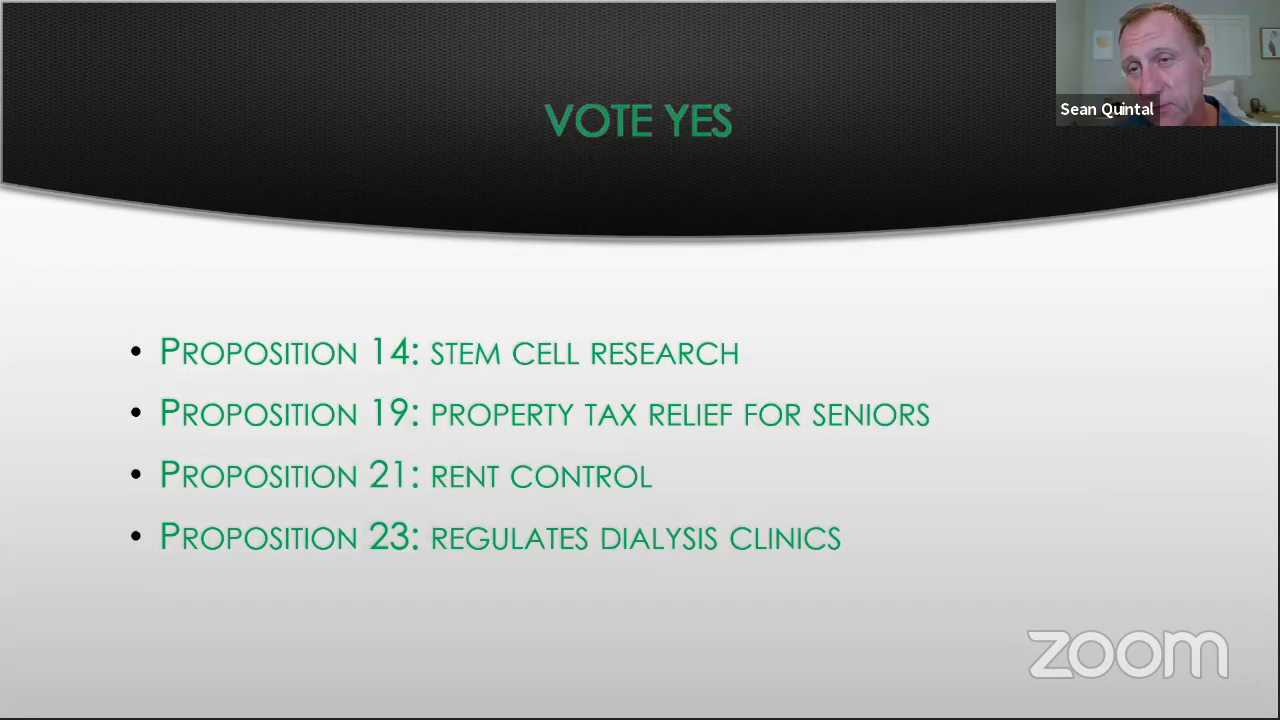 Sean Quintal
VOTE YES
• PROPOSITION 14: STEM CELL RESEARCH
• PROPOSITION 19: PROPERTY TAX RELIEF FOR SENIORS
• PROPOSITION 21: RENT CONTROL
• PROPOSITION 23: REGULATES DIALYSIS CLINICS
zoom